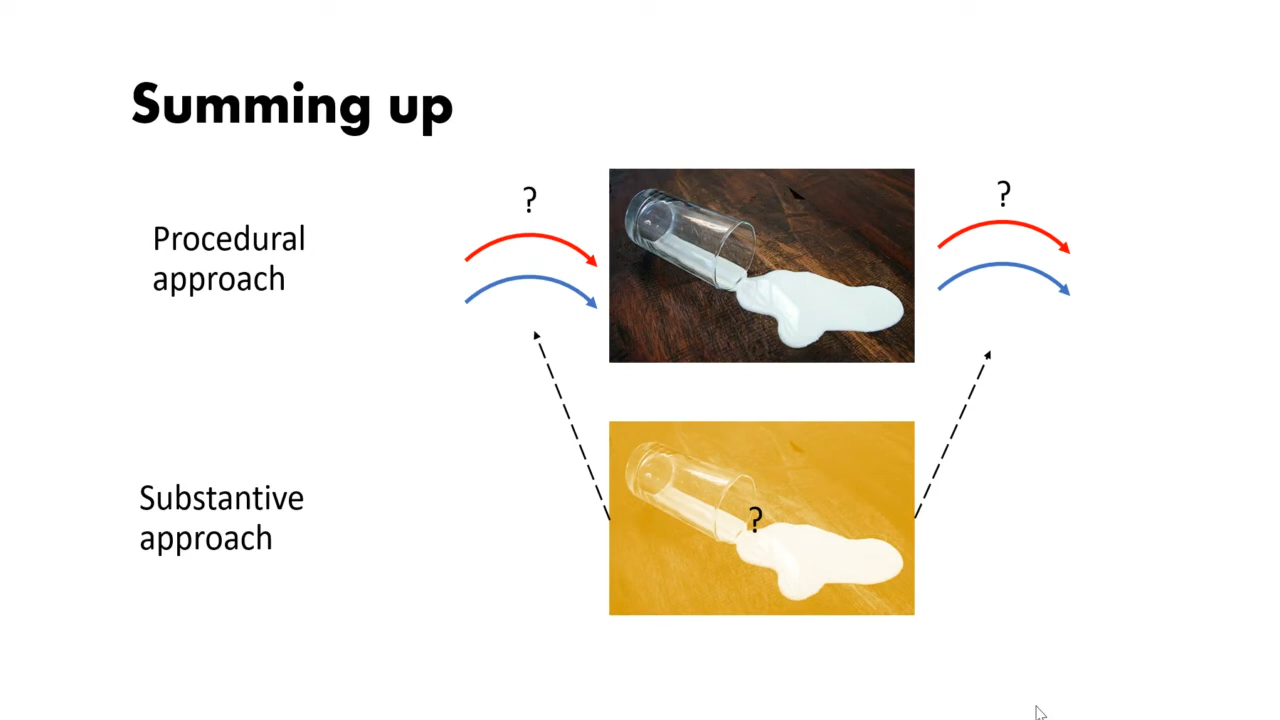 Summing up
?
?
Procedural
approach
Substantive
approach
?